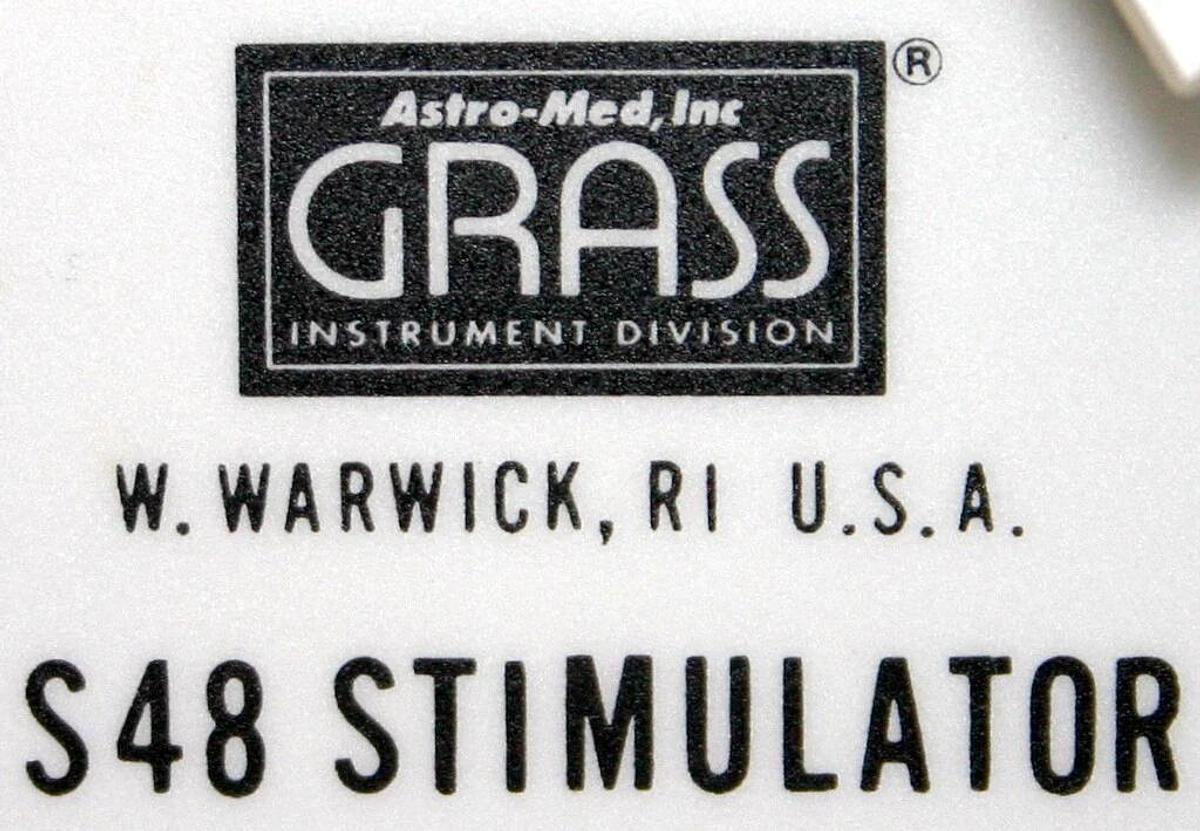 Astro-Med, Inc ®
GRASS
INSTRUMENT DIVISION
W. WARWICK, RI U.S.A.
S48 STIMULATOR